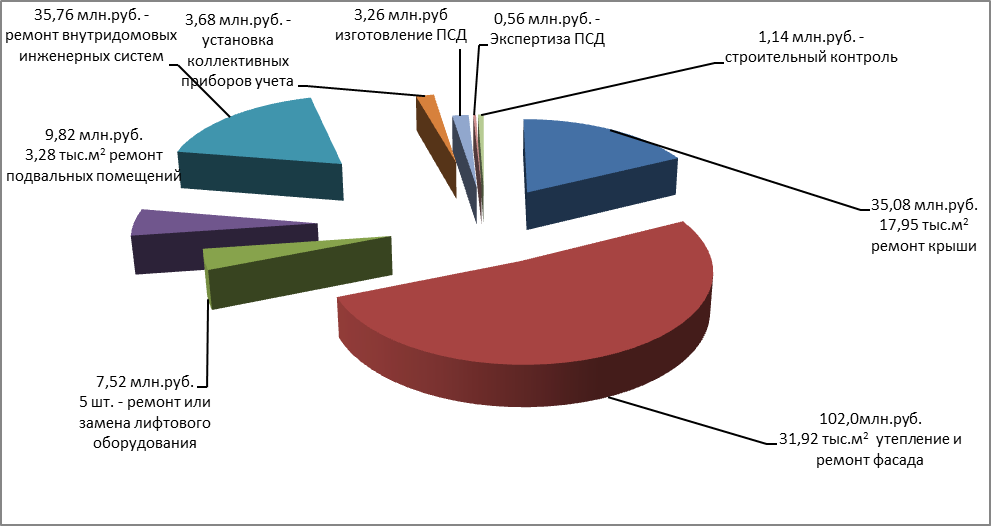 35,76 млн.руб. -
ремонт внутридомовых
инженерных систем
3,68 млн.руб. -
установка
коллективных
приборов учета
3,26 млн.руб
изготовление ПСД
0,56 млн.руб. -
Экспертиза ПСД
1,14 млн.руб. -
строительный контроль
9,82 млн.руб.
3,28 тыс.м² ремонт
подвальных помещений
35,08 млн.руб.
17,95 тыс.м²
ремонт крыши
7,52 млн.руб.
5 шт. - ремонт или
замена лифтового
оборудования
102,0млн.руб.
31,92 тыс.м² утепление и
ремонт фасада